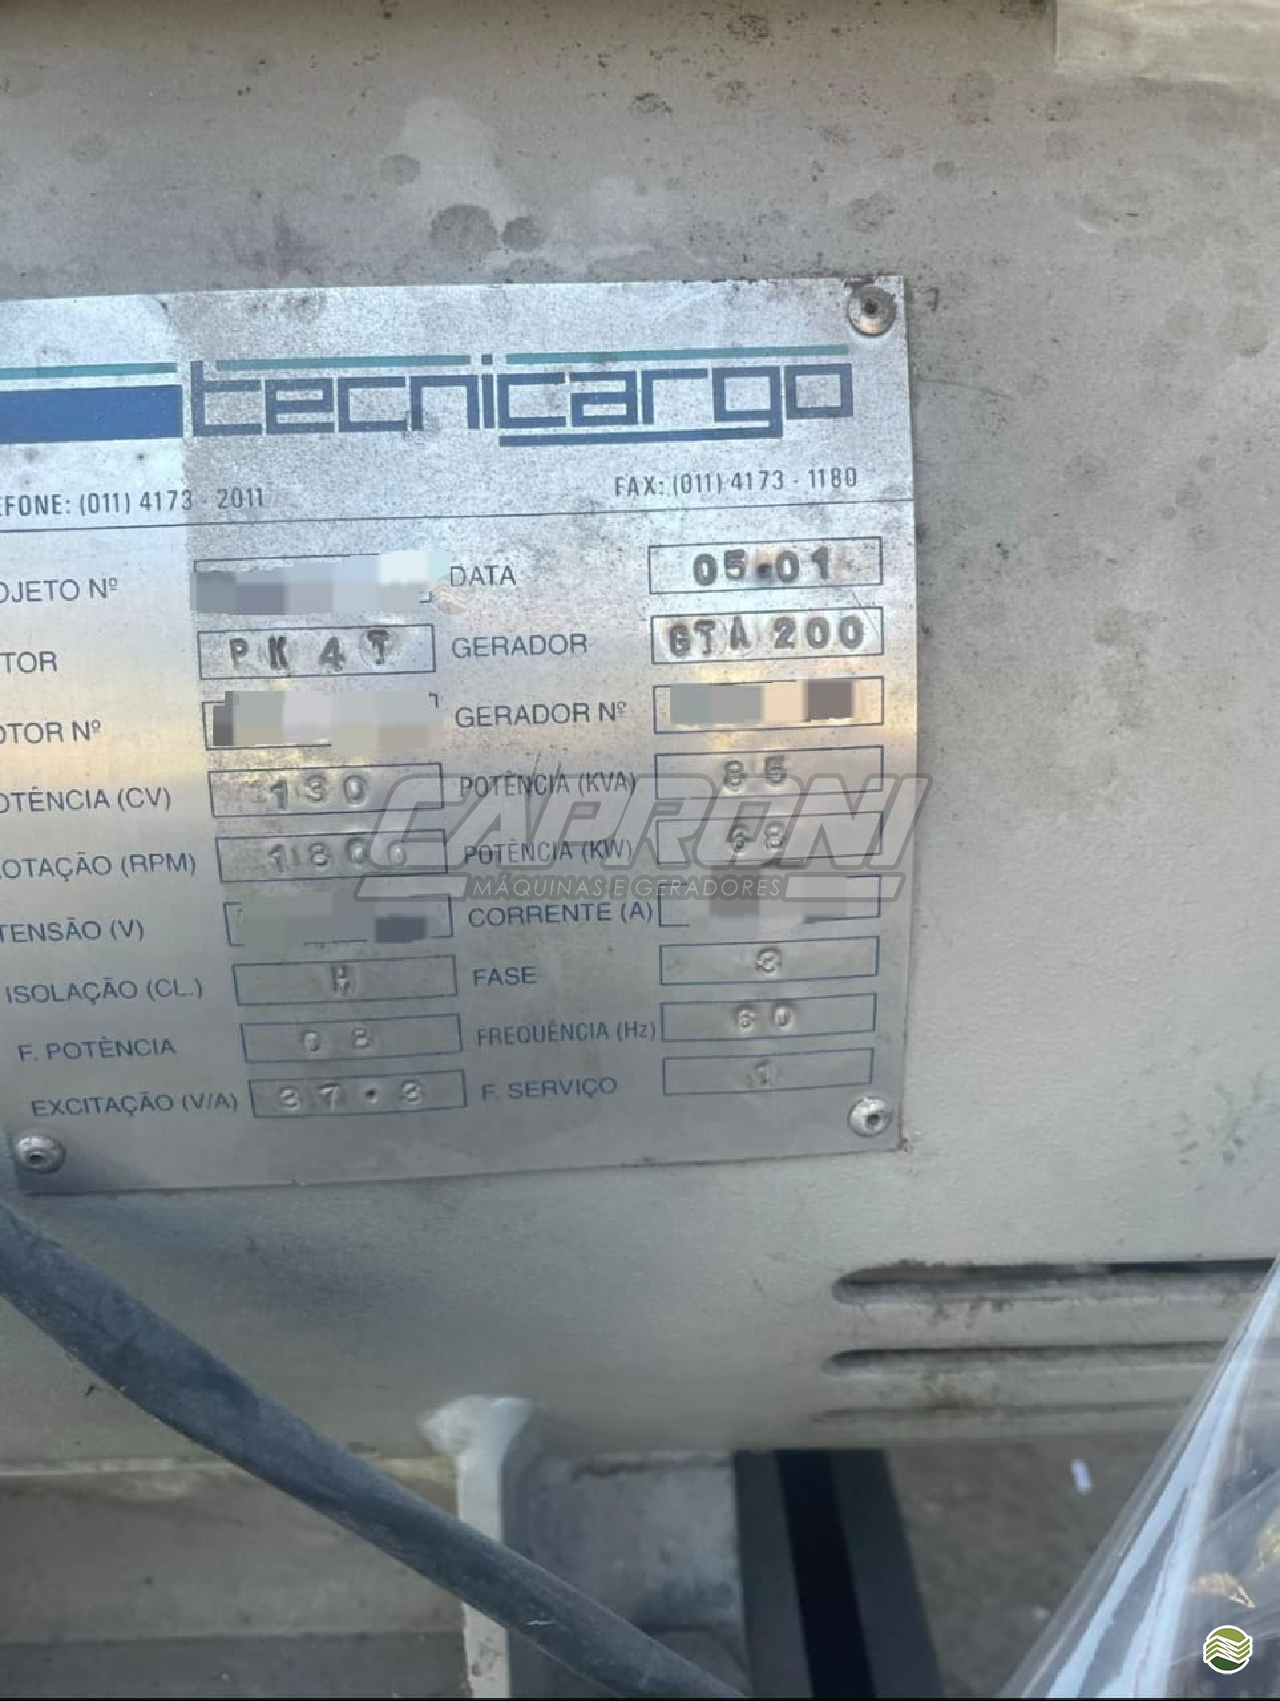 tecnicargo
EFONE: (011) 4173 - 2011 FAX: (011) 4173 - 1180
OJETO Nº DATA 05.01
TOR PK4T GERADOR GTA 200
OTOR Nº GERADOR Nº
OTÊNCIA (CV) 130 POTÊNCIA (KVA) 85
OTAÇÃO (RPM) 1800 POTÊNCIA (KW) 68
TENSÃO (V) CORRENTE (A)
ISOLAÇÃO (CL.) H FASE 3
F. POTÊNCIA 08 FREQUÊNCIA (Hz) 60
EXCITAÇÃO (V/A) 37.3 F. SERVIÇO 1
CAPRONI
MÁQUINAS E GERADORES